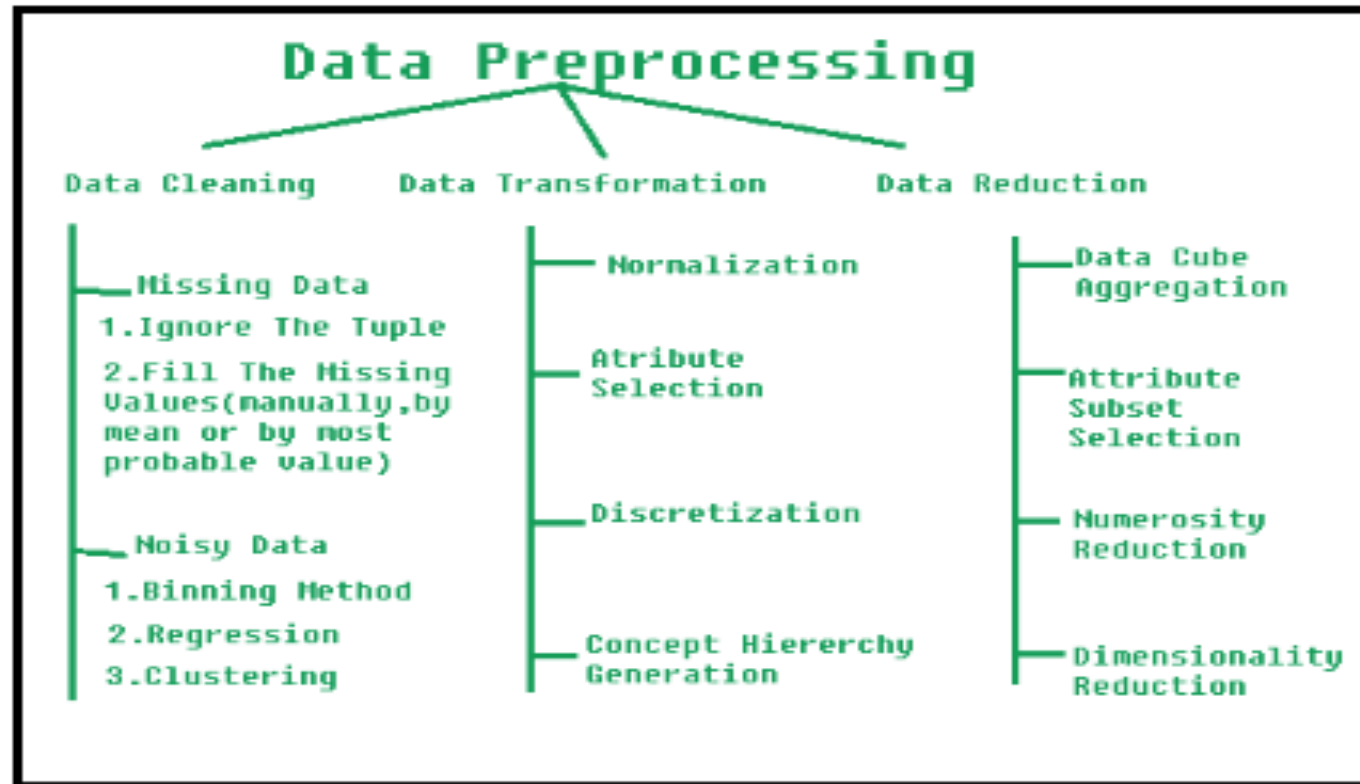 Data Preprocessing
Data Cleaning
Missing Data
1.Ignore The Tuple
2.Fill The Missing
Values(manually,by
mean or by most
probable value)
Noisy Data
1.Binning Method
2.Regression
3.Clustering
Data Transformation
Normalization
Atribute
Selection
Discretization
Concept Hiererchy
Generation
Data Reduction
Data Cube
Aggregation
Attribute
Subset
Selection
Numerosity
Reduction
Dimensionality
Reduction